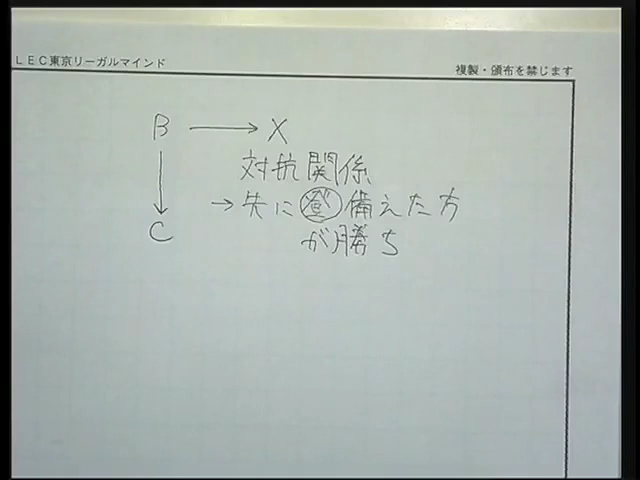 LEC東京リーガルマインド
複製・頒布を禁じます
B → X
↓
C
対抗関係
→ 先に登備えた方
が勝ち